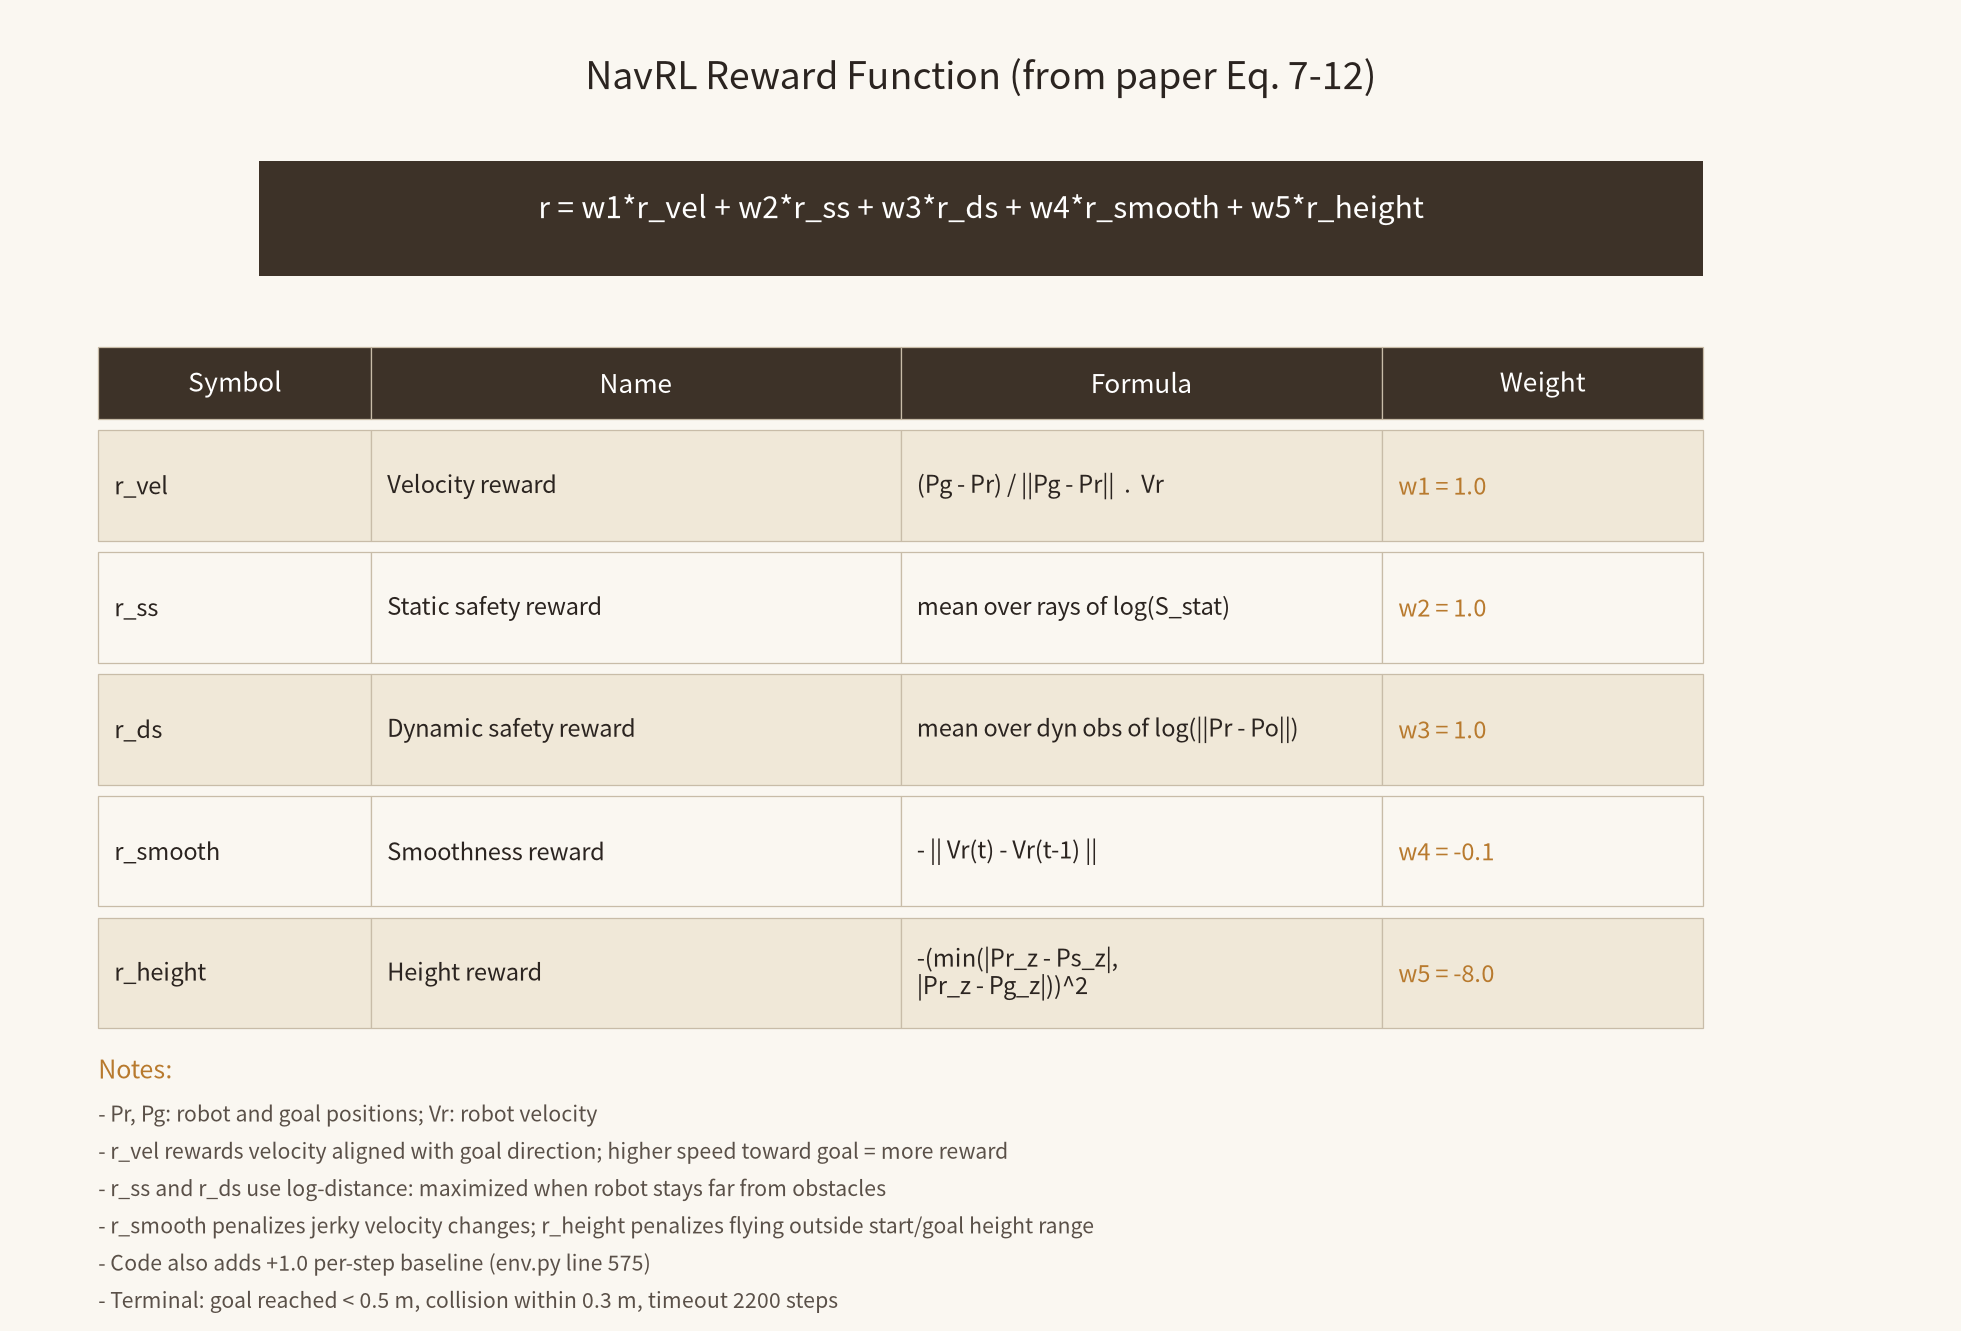 NavRL Reward Function (from paper Eq. 7-12)
r = w1*r_vel + w2*r_ss + w3*r_ds + w4*r_smooth + w5*r_height
Symbol Name Formula Weight
r_vel Velocity reward (Pg - Pr) / ||Pg - Pr|| . Vr w1 = 1.0
r_ss Static safety reward mean over rays of log(S_stat) w2 = 1.0
r_ds Dynamic safety reward mean over dyn obs of log(||Pr - Po||) w3 = 1.0
r_smooth Smoothness reward - || Vr(t) - Vr(t-1) || w4 = -0.1
r_height Height reward -(min(|Pr_z - Ps_z|,
|Pr_z - Pg_z|))^2 w5 = -8.0
Notes:
- Pr, Pg: robot and goal positions; Vr: robot velocity
- r_vel rewards velocity aligned with goal direction; higher speed toward goal = more reward
- r_ss and r_ds use log-distance: maximized when robot stays far from obstacles
- r_smooth penalizes jerky velocity changes; r_height penalizes flying outside start/goal height range
- Code also adds +1.0 per-step baseline (env.py line 575)
- Terminal: goal reached < 0.5 m, collision within 0.3 m, timeout 2200 steps